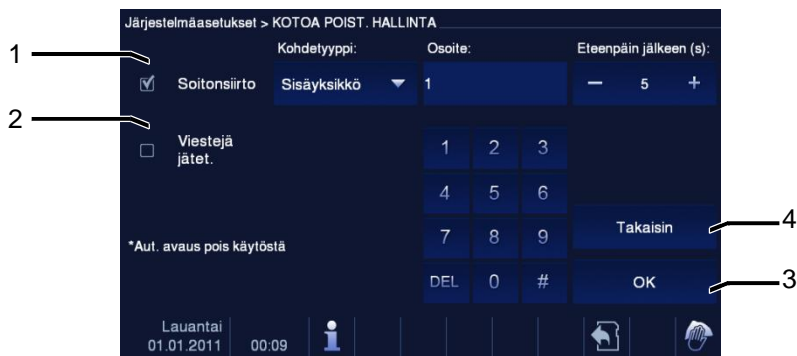 Järjestelmäasetukset > KOTOA POIST. HALLINTA
Kohdetyyppi: Osoite: Eteenpäin jälkeen (s):
1
Soitonsiirto Sisäyksikkö 1 — 5 +
2
Viestejä
jätet.
1 2 3
4 5 6
Takaisin 4
7 8 9
*Aut. avaus pois käytöstä
DEL 0 # OK 3
Lauantai
01.01.2011 00:09